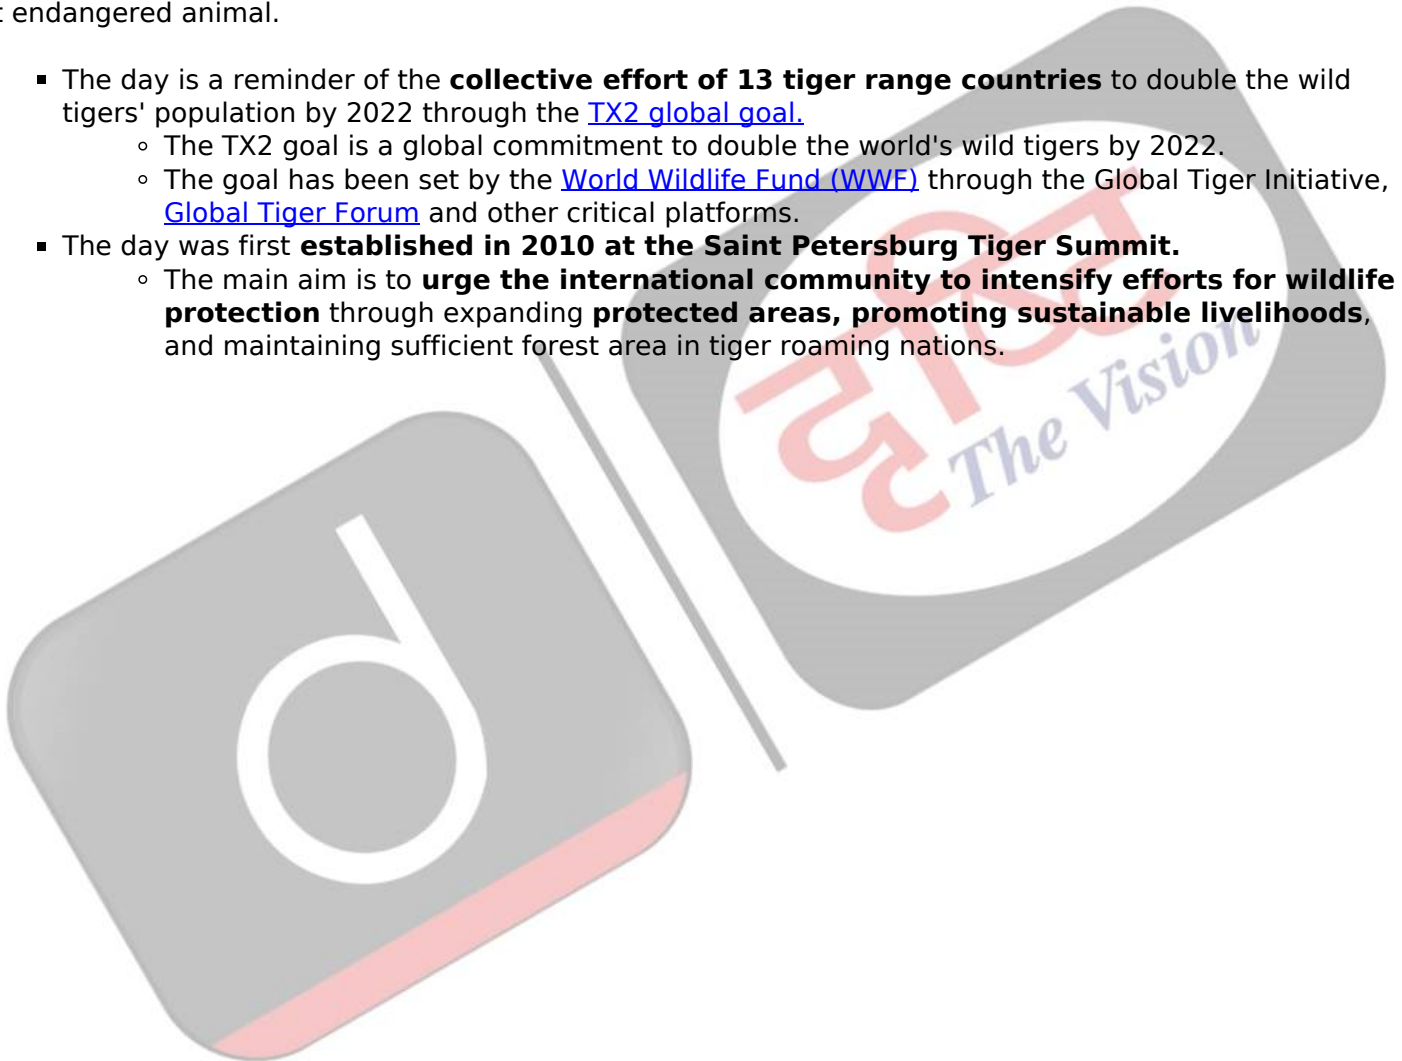 t endangered animal.
▪ The day is a reminder of the collective effort of 13 tiger range countries to double the wild
tigers' population by 2022 through the TX2 global goal.
◦ The TX2 goal is a global commitment to double the world's wild tigers by 2022.
◦ The goal has been set by the World Wildlife Fund (WWF) through the Global Tiger Initiative,
Global Tiger Forum and other critical platforms.
▪ The day was first established in 2010 at the Saint Petersburg Tiger Summit.
◦ The main aim is to urge the international community to intensify efforts for wildlife
protection through expanding protected areas, promoting sustainable livelihoods,
and maintaining sufficient forest area in tiger roaming nations.
दृष्टि
The Vision
d